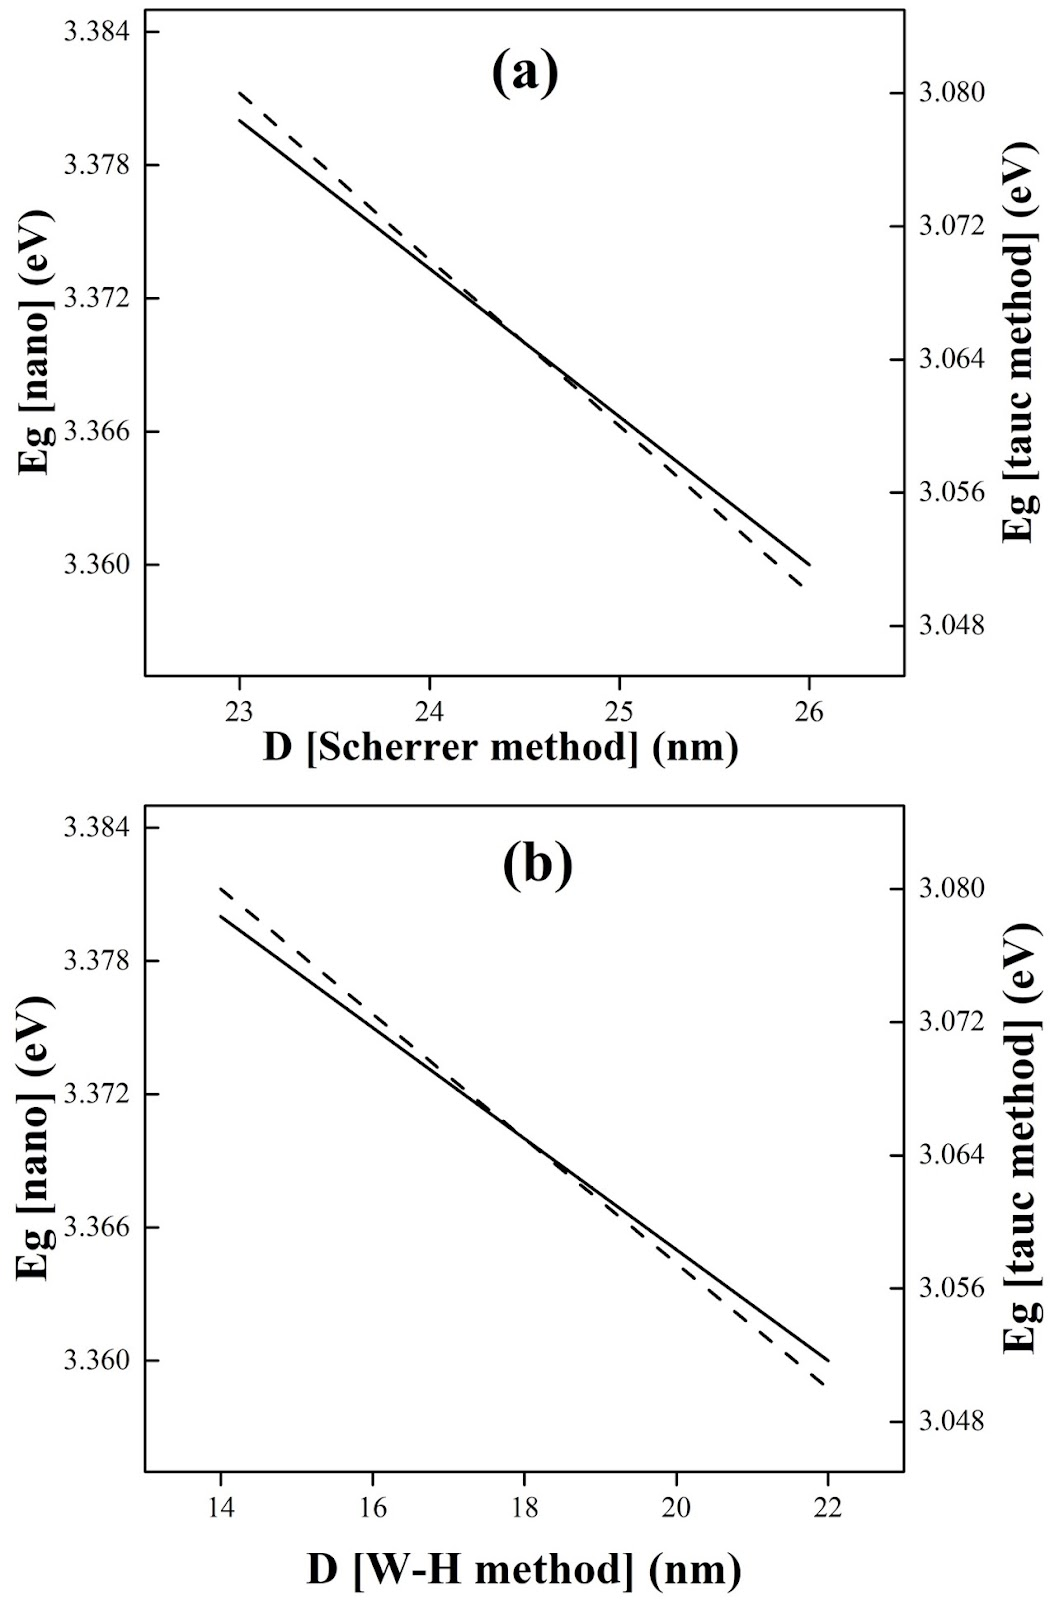 (a)
Eg [nano] (eV)
3.384
3.378
3.372
3.366
3.360
Eg [tauc method] (eV)
3.080
3.072
3.064
3.056
3.048
23 24 25 26
D [Scherrer method] (nm)
(b)
Eg [nano] (eV)
3.384
3.378
3.372
3.366
3.360
Eg [tauc method] (eV)
3.080
3.072
3.064
3.056
3.048
14 16 18 20 22
D [W-H method] (nm)